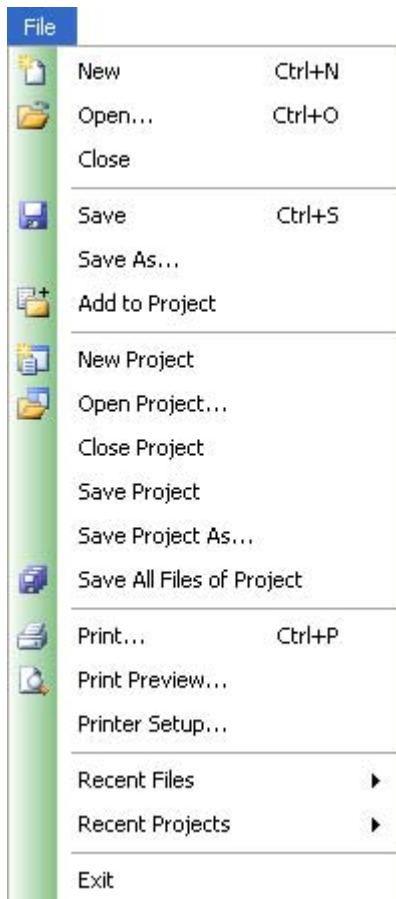 File
New Ctrl+N
Open... Ctrl+O
Close
Save Ctrl+S
Save As...
Add to Project
New Project
Open Project...
Close Project
Save Project
Save Project As...
Save All Files of Project
Print... Ctrl+P
Print Preview...
Printer Setup...
Recent Files
Recent Projects
Exit